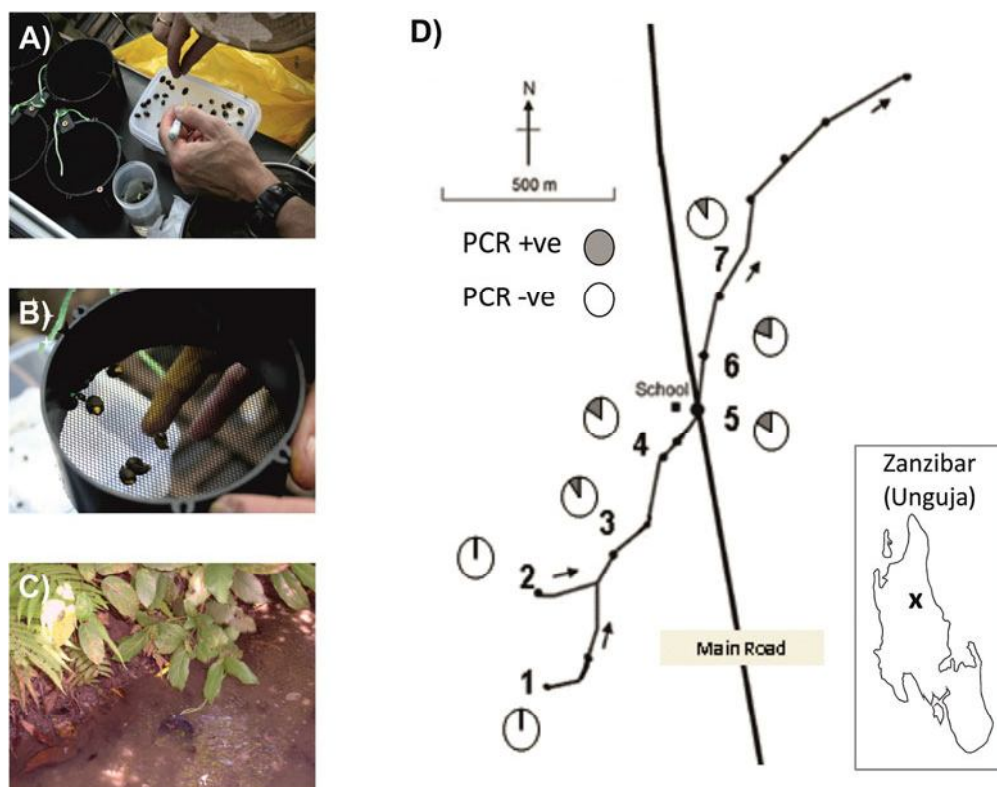 A)
B)
C)
D)
N
500 m
PCR +ve
PCR -ve
7
6
School
5
4
3
2
1
Main Road
Zanzibar
(Unguja)
x